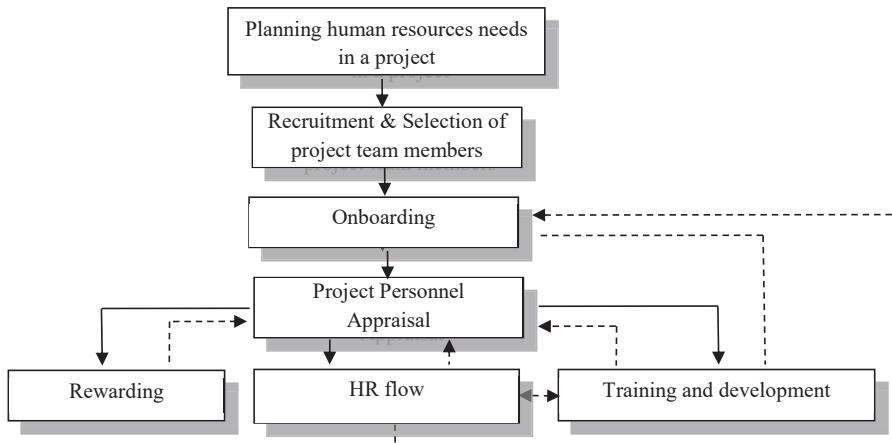 Planning human resources needs
in a project
Recruitment & Selection of
project team members
Onboarding
Project Personnel
Appraisal
Rewarding
HR flow
Training and development